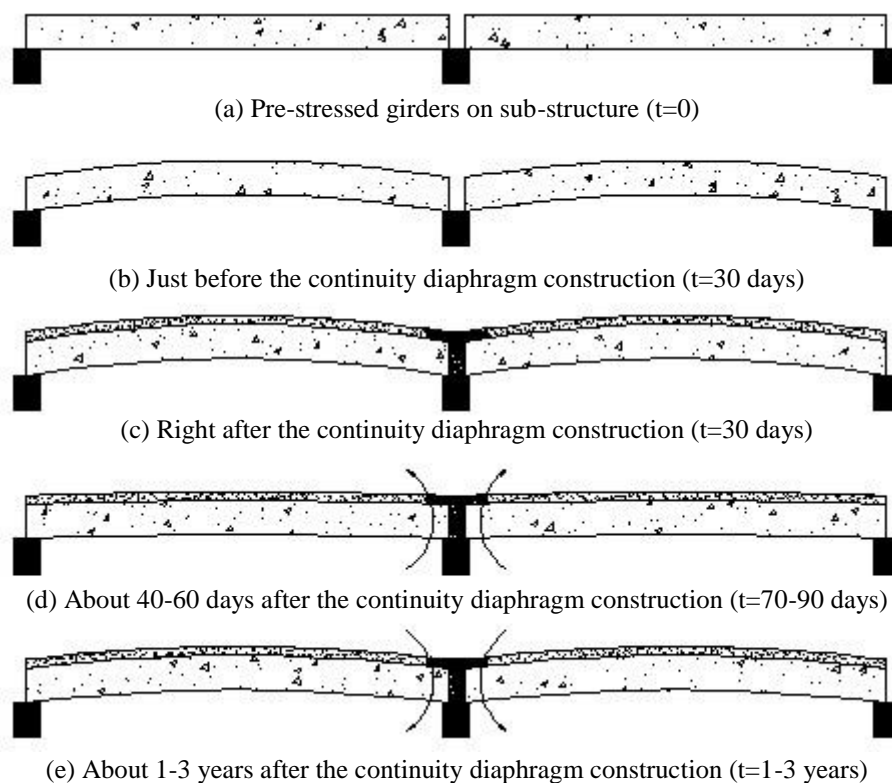 (a) Pre-stressed girders on sub-structure (t=0)
(b) Just before the continuity diaphragm construction (t=30 days)
(c) Right after the continuity diaphragm construction (t=30 days)
(d) About 40-60 days after the continuity diaphragm construction (t=70-90 days)
(e) About 1-3 years after the continuity diaphragm construction (t=1-3 years)